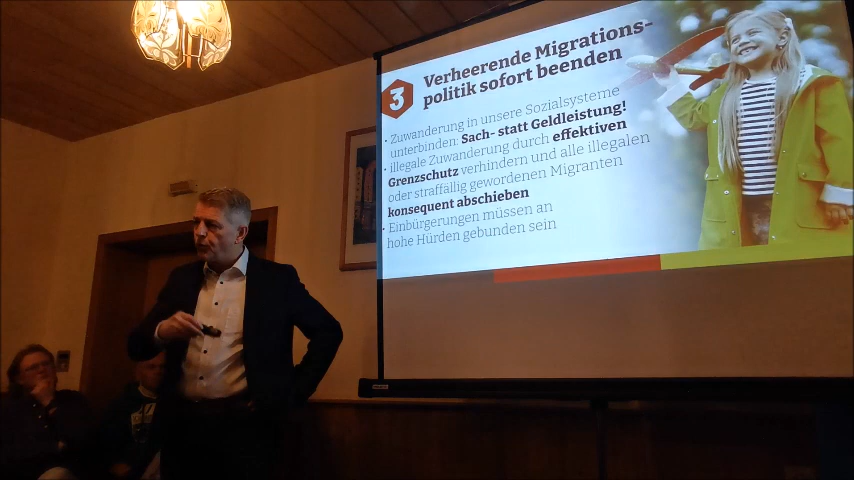 3
Verheerende Migrations-
politik sofort beenden
• Zuwanderung in unsere Sozialsysteme
unterbinden: Sach- statt Geldleistung!
• illegale Zuwanderung durch effektiven
Grenzschutz verhindern und alle illegalen
oder straffällig gewordenen Migranten
konsequent abschieben
• Einbürgerungen müssen an
hohe Hürden gebunden sein